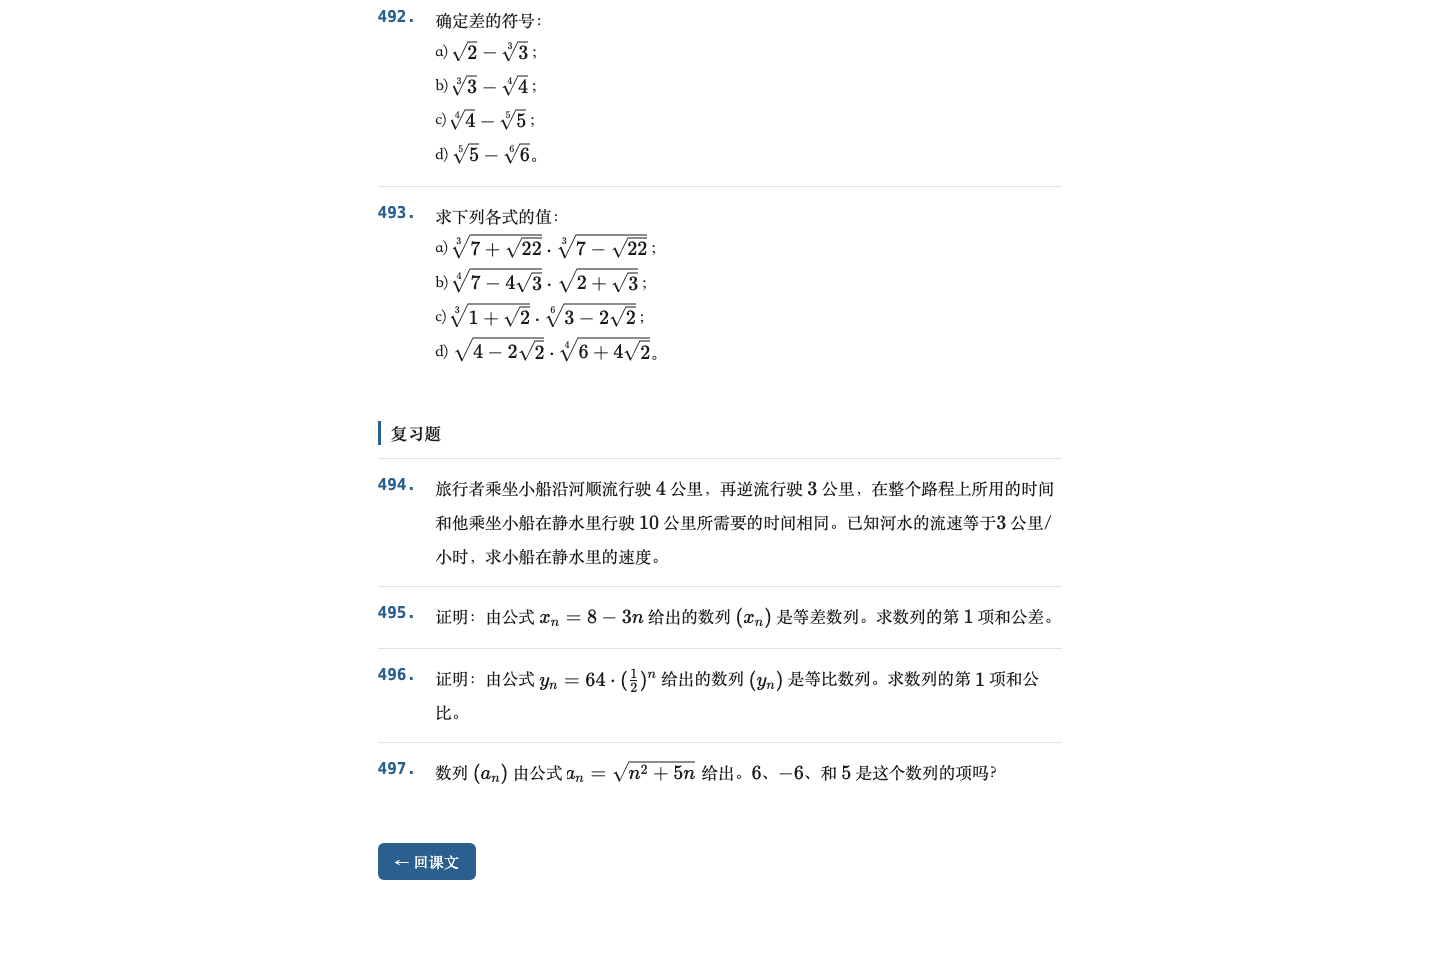 492. 确定差的符号：
a) √2 − ∛3；
b) ∛3 − ∜4；
c) ∜4 − ⁵√5；
d) ⁵√5 − ⁶√6。
493. 求下列各式的值：
a) ∛(7 + √22) · ∛(7 − √22)；
b) ∜(7 − 4√3) · √(2 + √3)；
c) ∛(1 + √2) · ⁶√(3 − 2√2)；
d) √(4 − 2√2) · ∜(6 + 4√2)。
复习题
494. 旅行者乘坐小船沿河顺流行驶 4 公里，再逆流行驶 3 公里，在整个路程上所用的时间
和他乘坐小船在静水里行驶 10 公里所需要的时间相同。已知河水的流速等于3 公里/
小时，求小船在静水里的速度。
495. 证明：由公式 xₙ = 8 − 3n 给出的数列 (xₙ) 是等差数列。求数列的第 1 项和公差。
496. 证明：由公式 yₙ = 64 · (1/2)ⁿ 给出的数列 (yₙ) 是等比数列。求数列的第 1 项和公
比。
497. 数列 (aₙ) 由公式 aₙ = √(n² + 5n) 给出。6、−6、和 5 是这个数列的项吗？
← 回课文